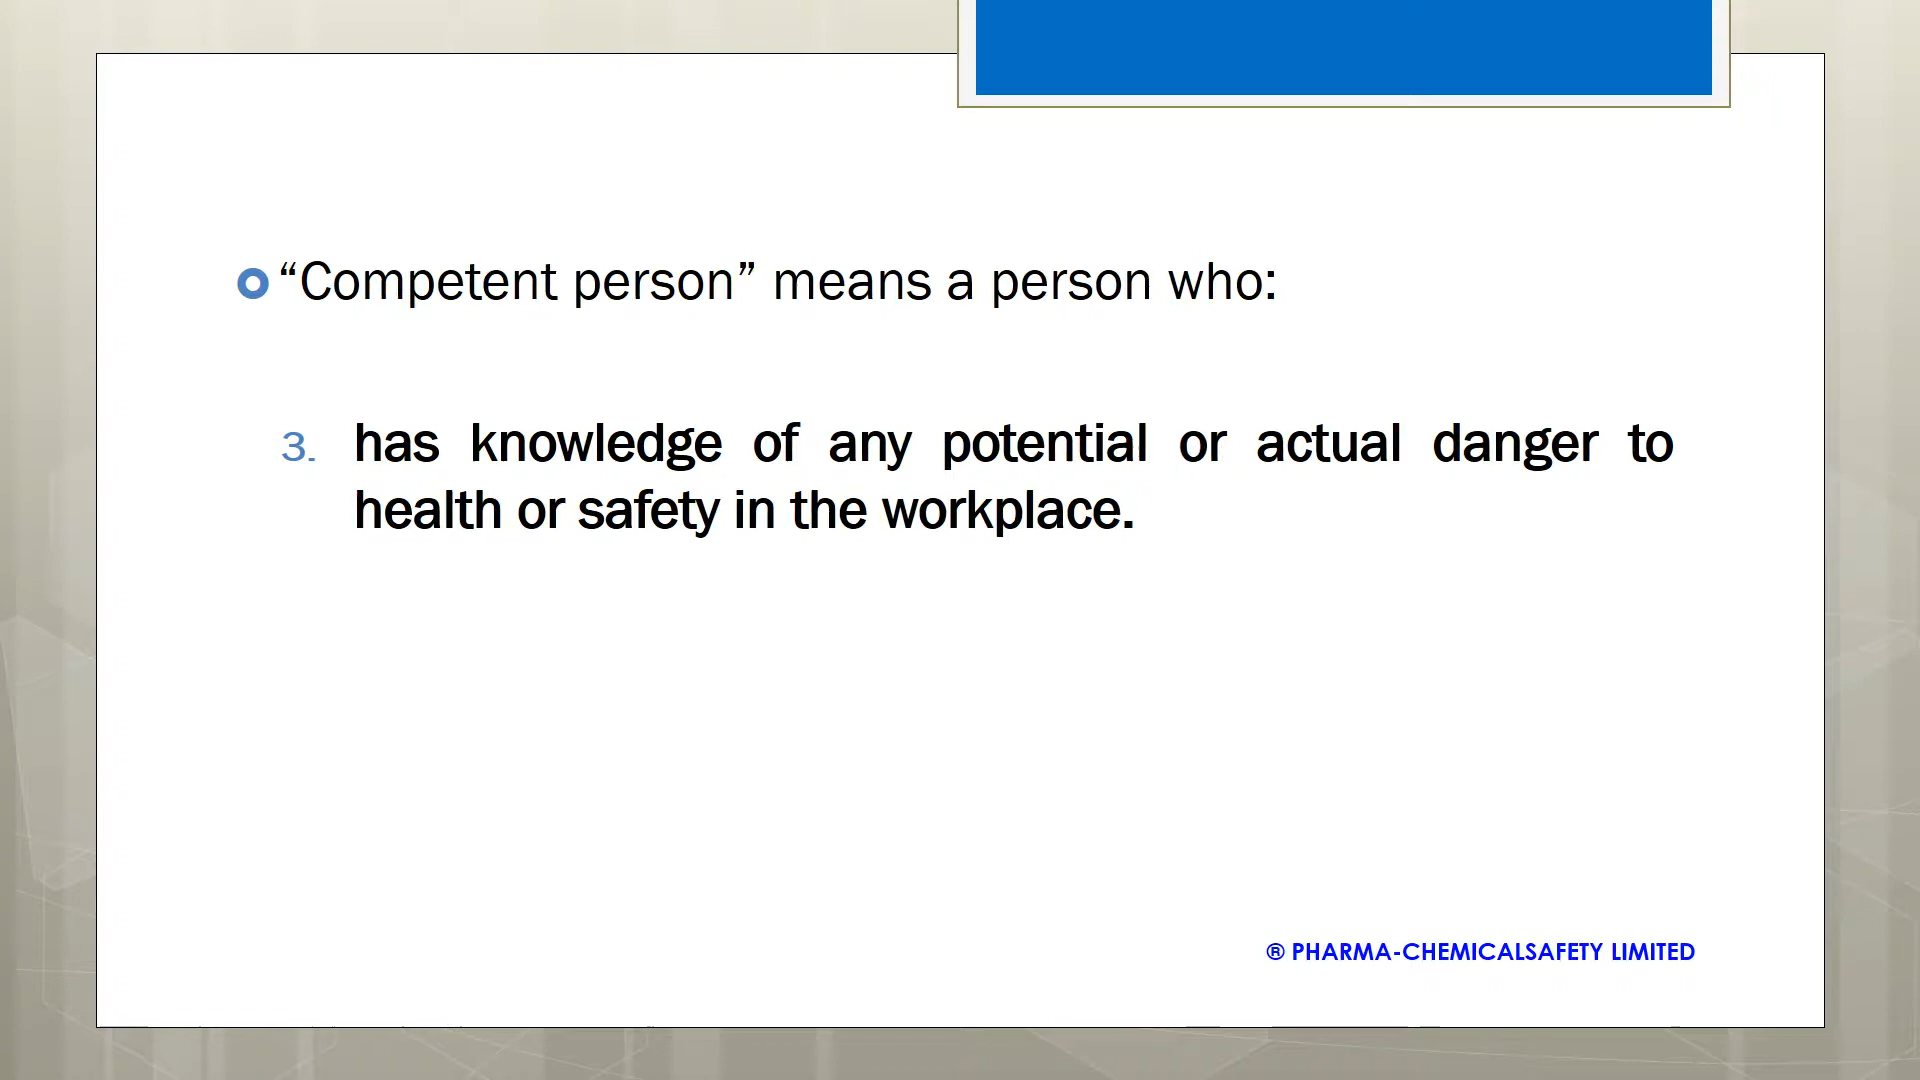 “Competent person” means a person who:
3. has knowledge of any potential or actual danger to
health or safety in the workplace.
® PHARMA-CHEMICALSAFETY LIMITED